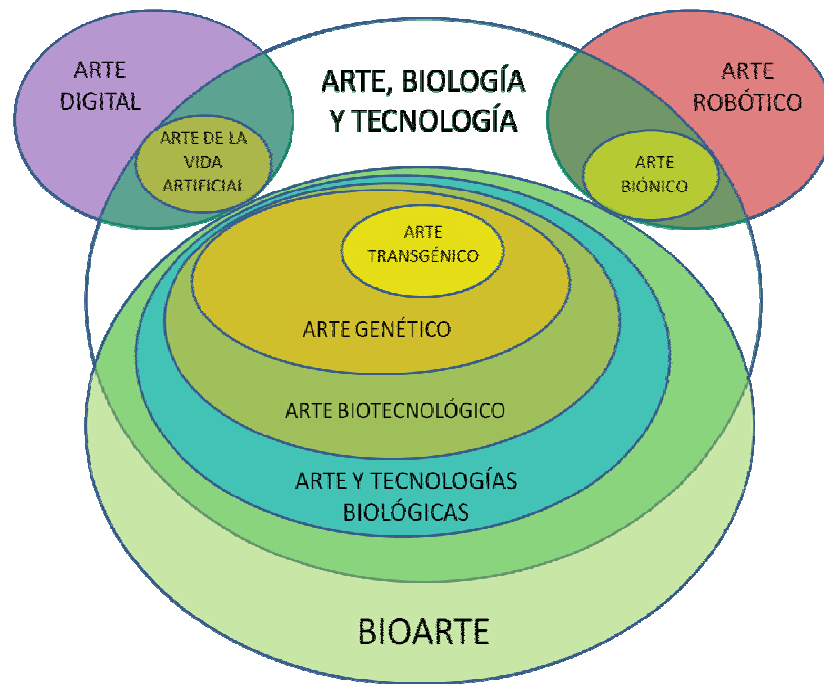 ARTE
DIGITAL
ARTE, BIOLOGÍA
Y TECNOLOGÍA
ARTE
ROBÓTICO
ARTE DE LA
VIDA
ARTIFICIAL
ARTE
BIÓNICO
ARTE
TRANSGÉNICO
ARTE GENÉTICO
ARTE BIOTECNOLÓGICO
ARTE Y TECNOLOGÍAS
BIOLÓGICAS
BIOARTE